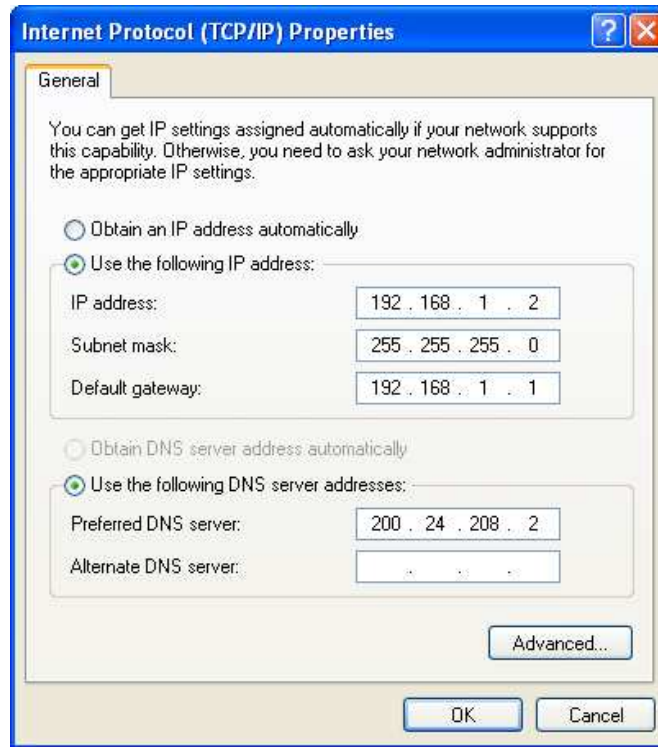 Internet Protocol (TCP/IP) Properties
General
You can get IP settings assigned automatically if your network supports
this capability. Otherwise, you need to ask your network administrator for
the appropriate IP settings.
Obtain an IP address automatically
Use the following IP address:
IP address: 192 . 168 . 1 . 2
Subnet mask: 255 . 255 . 255 . 0
Default gateway: 192 . 168 . 1 . 1
Obtain DNS server address automatically
Use the following DNS server addresses:
Preferred DNS server: 200 . 24 . 208 . 2
Alternate DNS server: . . .
Advanced...
OK Cancel